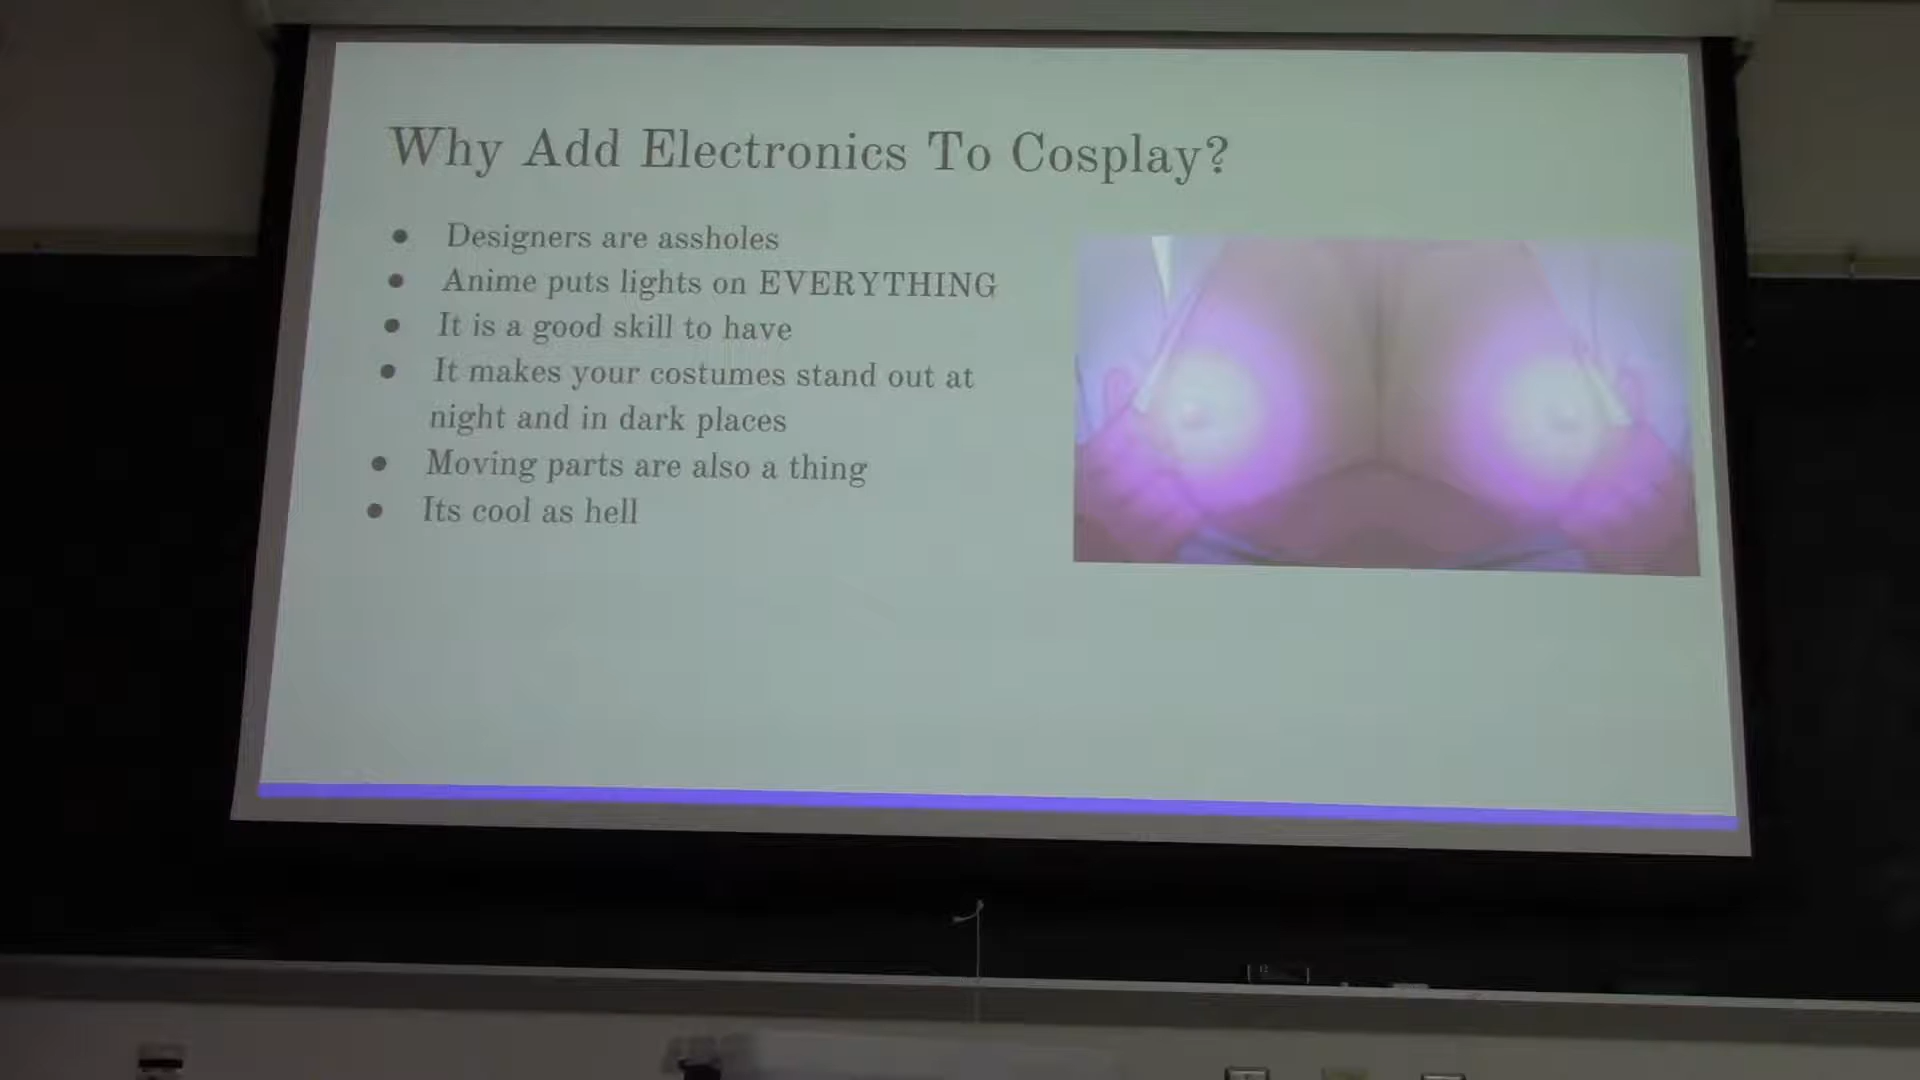 Why Add Electronics To Cosplay?
● Designers are assholes
● Anime puts lights on EVERYTHING
● It is a good skill to have
● It makes your costumes stand out at
night and in dark places
● Moving parts are also a thing
● Its cool as hell